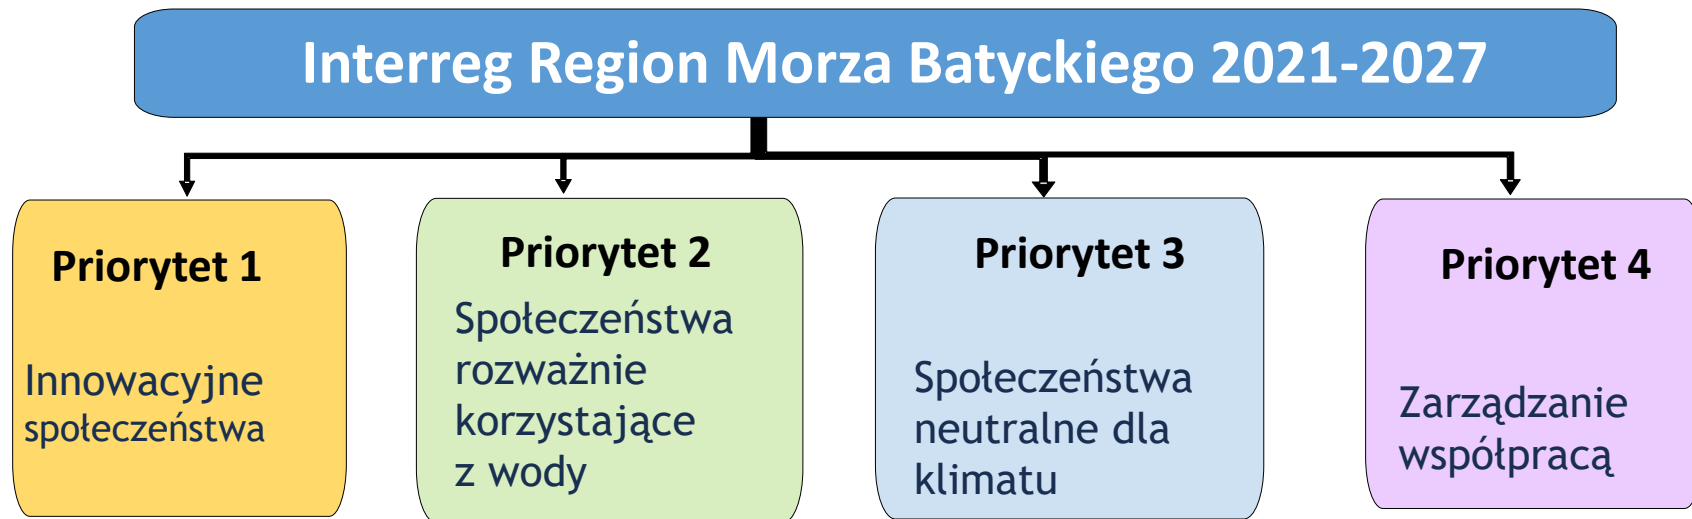 Interreg Region Morza Batyckiego 2021-2027
Priorytet 1
Innowacyjne
społeczeństwa
Priorytet 2
Społeczeństwa
rozważnie
korzystające
z wody
Priorytet 3
Społeczeństwa
neutralne dla
klimatu
Priorytet 4
Zarządzanie
współpracą